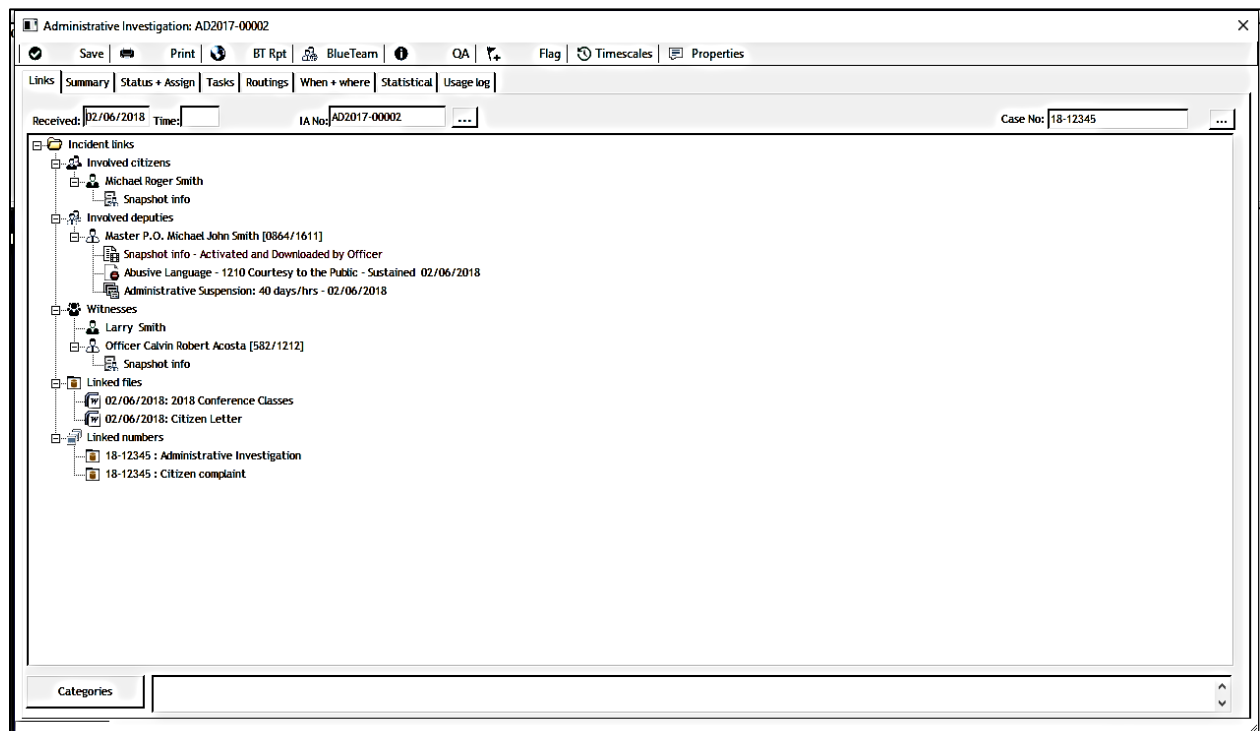 Administrative Investigation: AD2017-00002
Save Print BT Rpt BlueTeam QA Flag Timescales Properties
Links Summary Status + Assign Tasks Routings When + where Statistical Usage log
Received: 02/06/2018 Time: IA No: AD2017-00002 ... Case No: 18-12345 ...
Incident links
Involved citizens
Michael Roger Smith
Snapshot info
Involved deputies
Master P.O. Michael John Smith [0864/1611]
Snapshot info - Activated and Downloaded by Officer
Abusive Language - 1210 Courtesy to the Public - Sustained 02/06/2018
Administrative Suspension: 40 days/hrs - 02/06/2018
Witnesses
Larry Smith
Officer Calvin Robert Acosta [582/1212]
Snapshot info
Linked files
02/06/2018: 2018 Conference Classes
02/06/2018: Citizen Letter
Linked numbers
18-12345 : Administrative Investigation
18-12345 : Citizen complaint
Categories